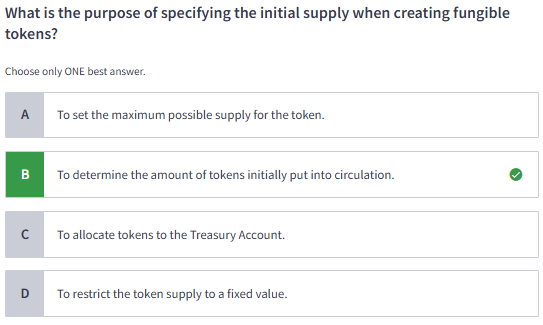 What is the purpose of specifying the initial supply when creating fungible
tokens?
Choose only ONE best answer.
A To set the maximum possible supply for the token.
B To determine the amount of tokens initially put into circulation.
C To allocate tokens to the Treasury Account.
D To restrict the token supply to a fixed value.